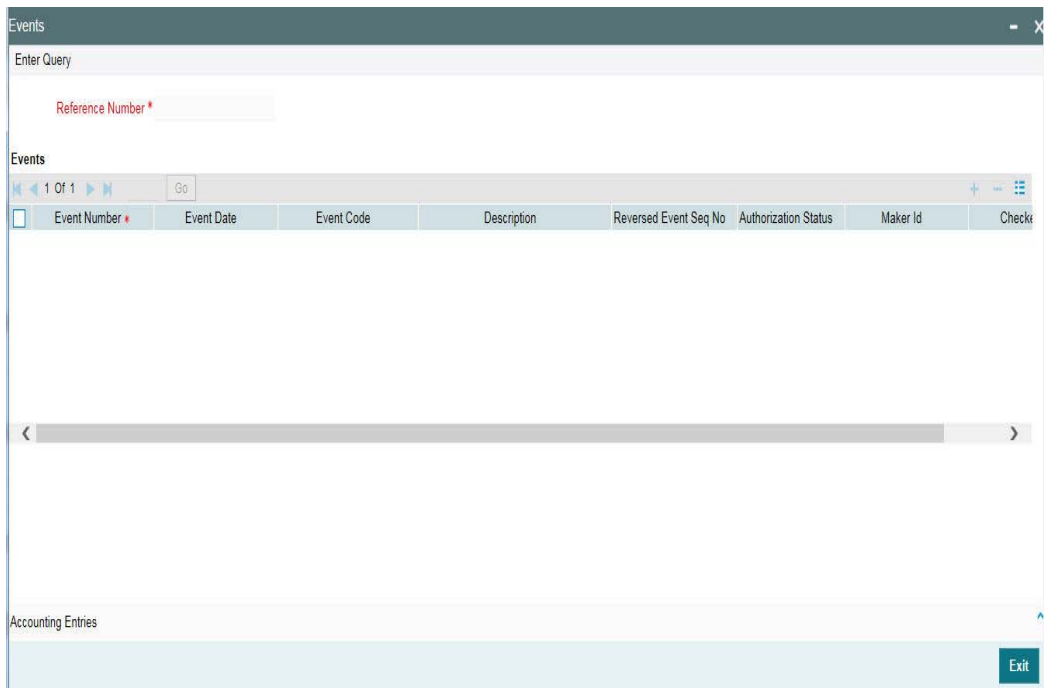 Events
Enter Query
Reference Number *
Events
1 Of 1 Go
Event Number * Event Date Event Code Description Reversed Event Seq No Authorization Status Maker Id Checke
Accounting Entries
Exit